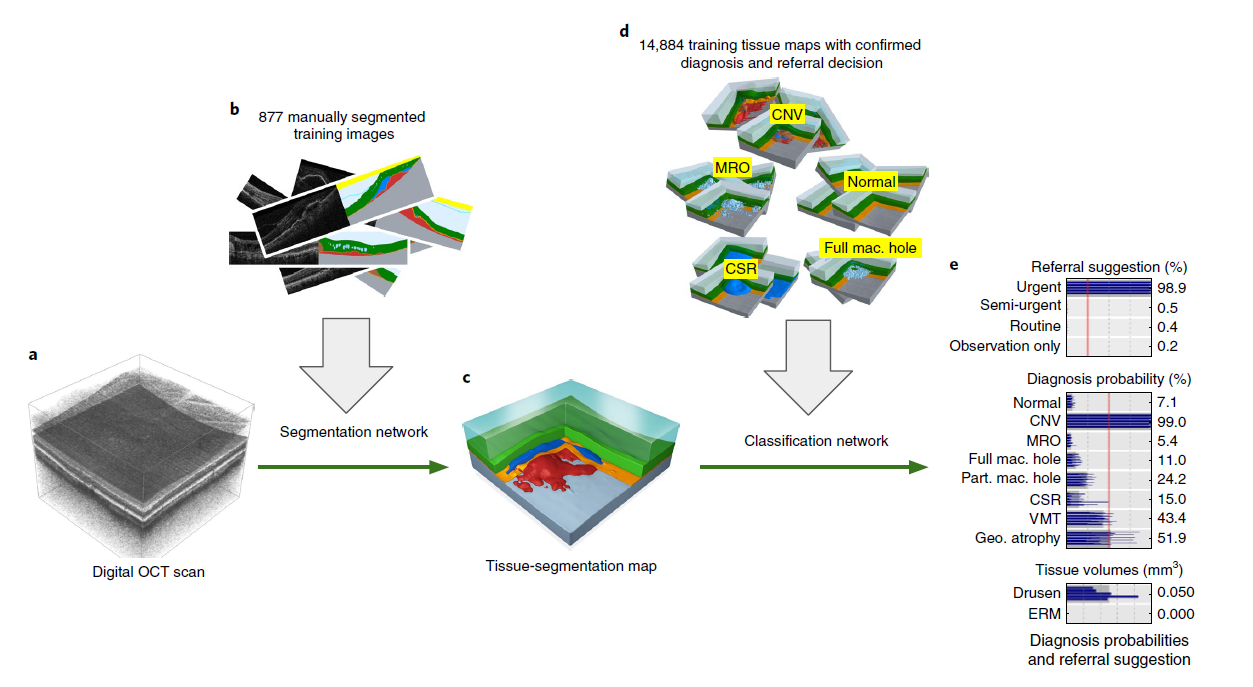 d
14,884 training tissue maps with confirmed
diagnosis and referral decision
b
877 manually segmented
training images
CNV
MRO
Normal
Full mac. hole
CSR
e
Referral suggestion (%)
Urgent 98.9
Semi-urgent 0.5
Routine 0.4
Observation only 0.2
a
c
Diagnosis probability (%)
Normal 7.1
CNV 99.0
MRO 5.4
Full mac. hole 11.0
Part. mac. hole 24.2
CSR 15.0
VMT 43.4
Geo. atrophy 51.9
Segmentation network
Classification network
Digital OCT scan
Tissue-segmentation map
Tissue volumes (mm³)
Drusen 0.050
ERM 0.000
Diagnosis probabilities
and referral suggestion